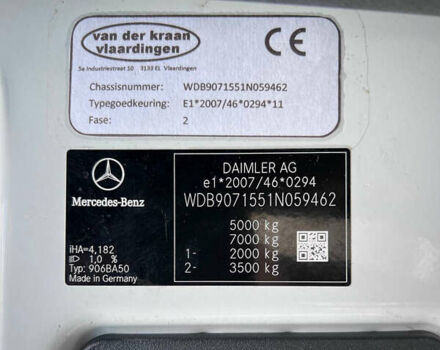 van der kraan
vlaardingen
5e Industriestraat 10 3133 EL Vlaardingen
CE
Chassisnummer: WDB9071551N059462
Typegoedkeuring: E1*2007/46*0294*11
Fase: 2
Mercedes-Benz
iHA=4,182
1,0 %
Typ: 906BA50
Made in Germany
DAIMLER AG
e1*2007/46*0294
WDB9071551N059462
5000 kg
7000 kg
1- 2000 kg
2- 3500 kg